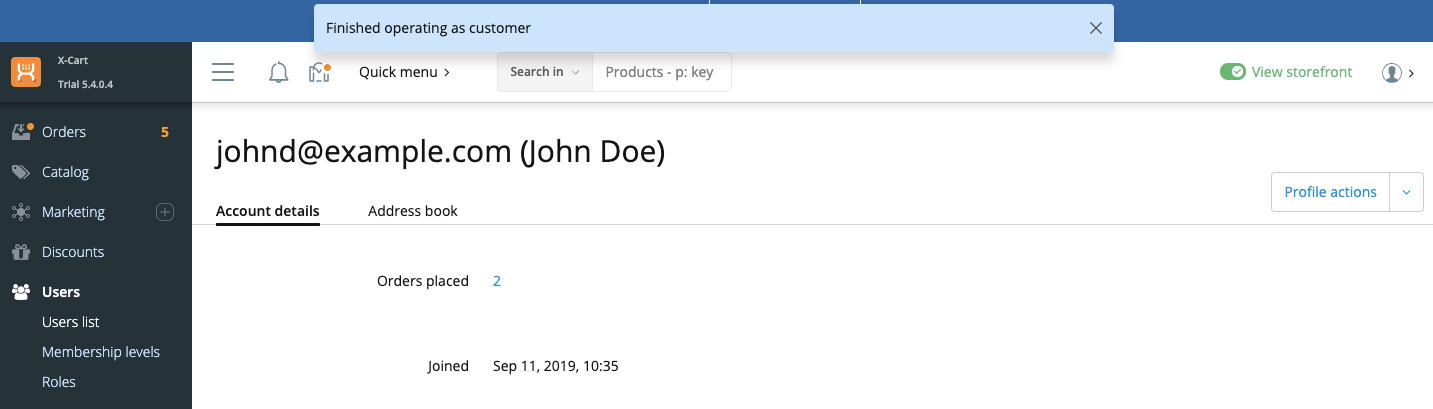 Finished operating as customer
X-Cart
Trial 5.4.0.4
Quick menu
Search in
Products - p: key
View storefront
Orders 5
Catalog
Marketing
Discounts
Users
Users list
Membership levels
Roles
johnd@example.com (John Doe)
Profile actions
Account details Address book
Orders placed 2
Joined Sep 11, 2019, 10:35